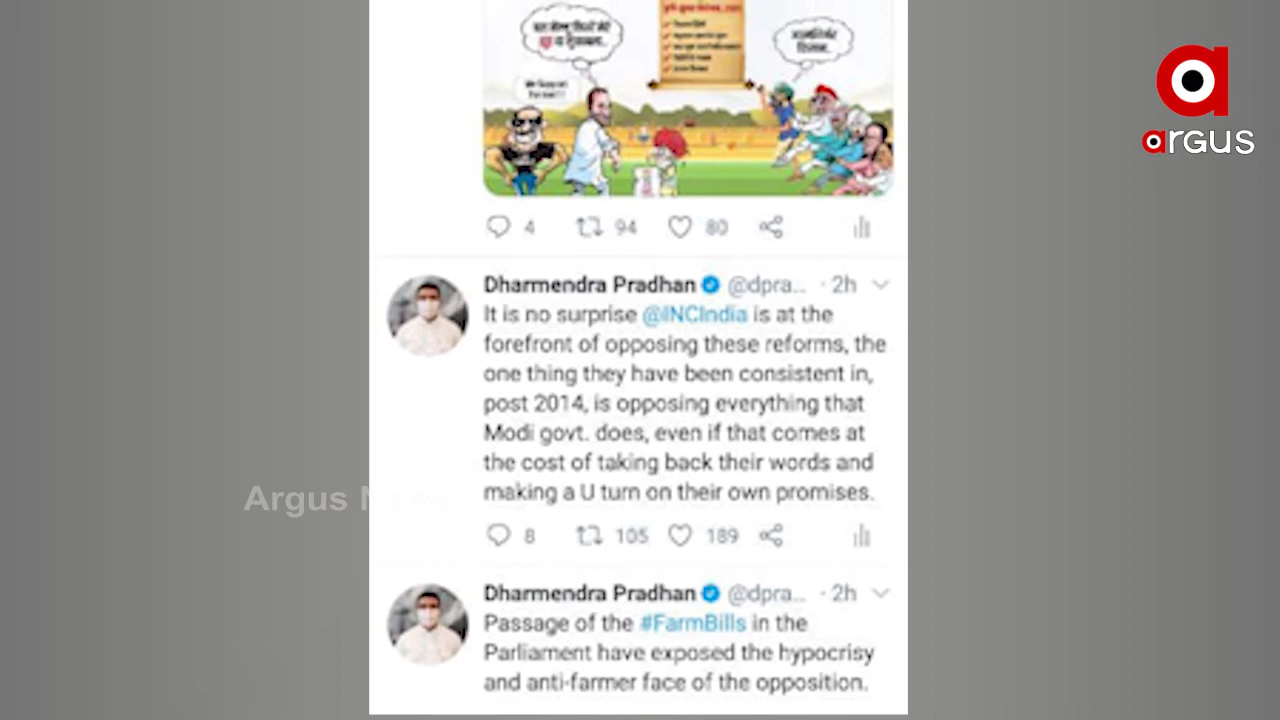 We Support
argus
4 94 80
Dharmendra Pradhan @dpra... · 2h
It is no surprise @INCIndia is at the
forefront of opposing these reforms, the
one thing they have been consistent in,
post 2014, is opposing everything that
Modi govt. does, even if that comes at
the cost of taking back their words and
making a U turn on their own promises.
Argus News
8 105 189
Dharmendra Pradhan @dpra... · 2h
Passage of the #FarmBills in the
Parliament have exposed the hypocrisy
and anti-farmer face of the opposition.